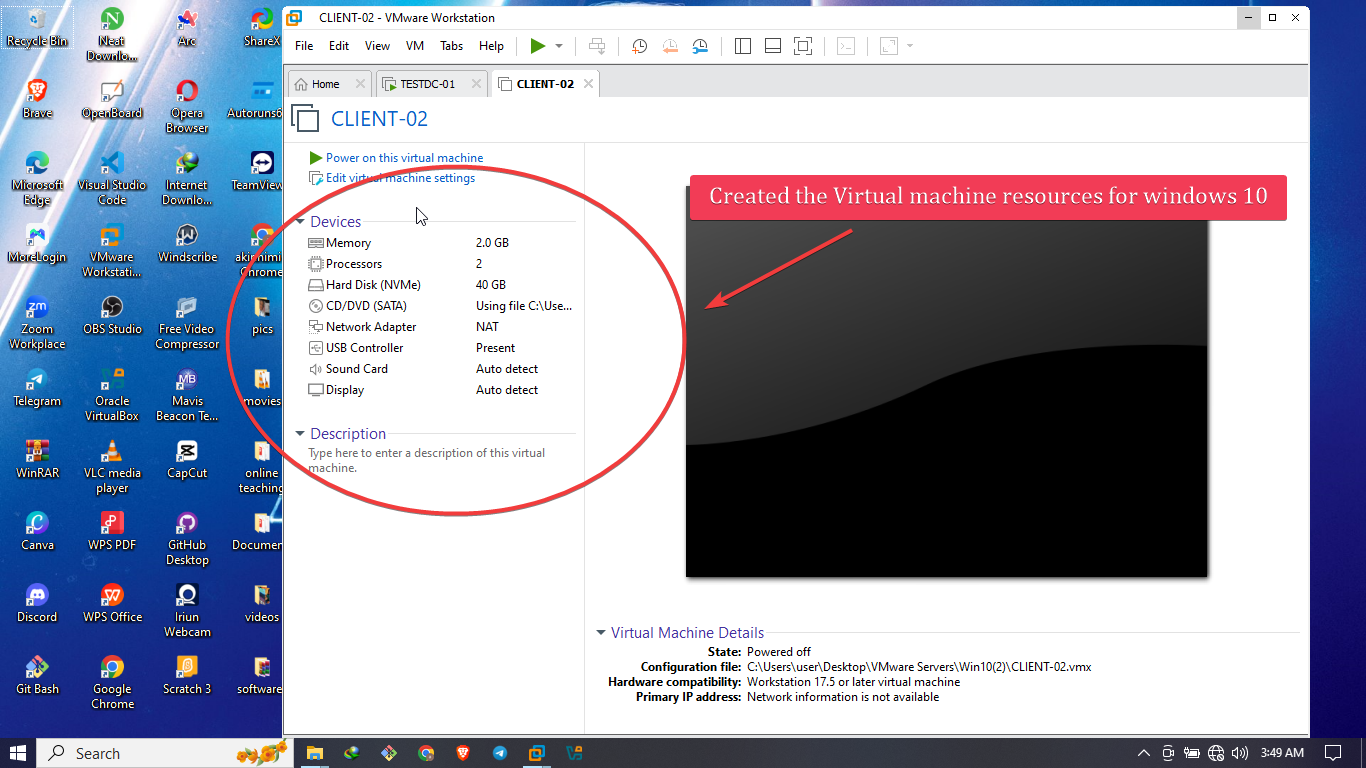 Recycle Bin
Neat Downlo...
Arc
ShareX
Brave
OpenBoard
Opera Browser
Autoruns6
Microsoft Edge
Visual Studio Code
Internet Downlo...
TeamView
MoreLogin
VMware Workstati...
Windscribe
Chrome
Zoom Workplace
OBS Studio
Free Video Compressor
pics
Telegram
Oracle VirtualBox
Mavis Beacon Te...
movies
WinRAR
VLC media player
CapCut
online teaching
Canva
WPS PDF
GitHub Desktop
Documen
Discord
WPS Office
Iriun Webcam
videos
Git Bash
Google Chrome
Scratch 3
software
CLIENT-02 - VMware Workstation
File Edit View VM Tabs Help
Home TESTDC-01 CLIENT-02
CLIENT-02
Power on this virtual machine
Edit virtual machine settings
Devices
Memory 2.0 GB
Processors 2
Hard Disk (NVMe) 40 GB
CD/DVD (SATA) Using file C:\Use...
Network Adapter NAT
USB Controller Present
Sound Card Auto detect
Display Auto detect
Description
Type here to enter a description of this virtual
machine.
Created the Virtual machine resources for windows 10
Virtual Machine Details
State: Powered off
Configuration file: C:\Users\user\Desktop\VMware Servers\Win10(2)\CLIENT-02.vmx
Hardware compatibility: Workstation 17.5 or later virtual machine
Primary IP address: Network information is not available
Search
3:49 AM